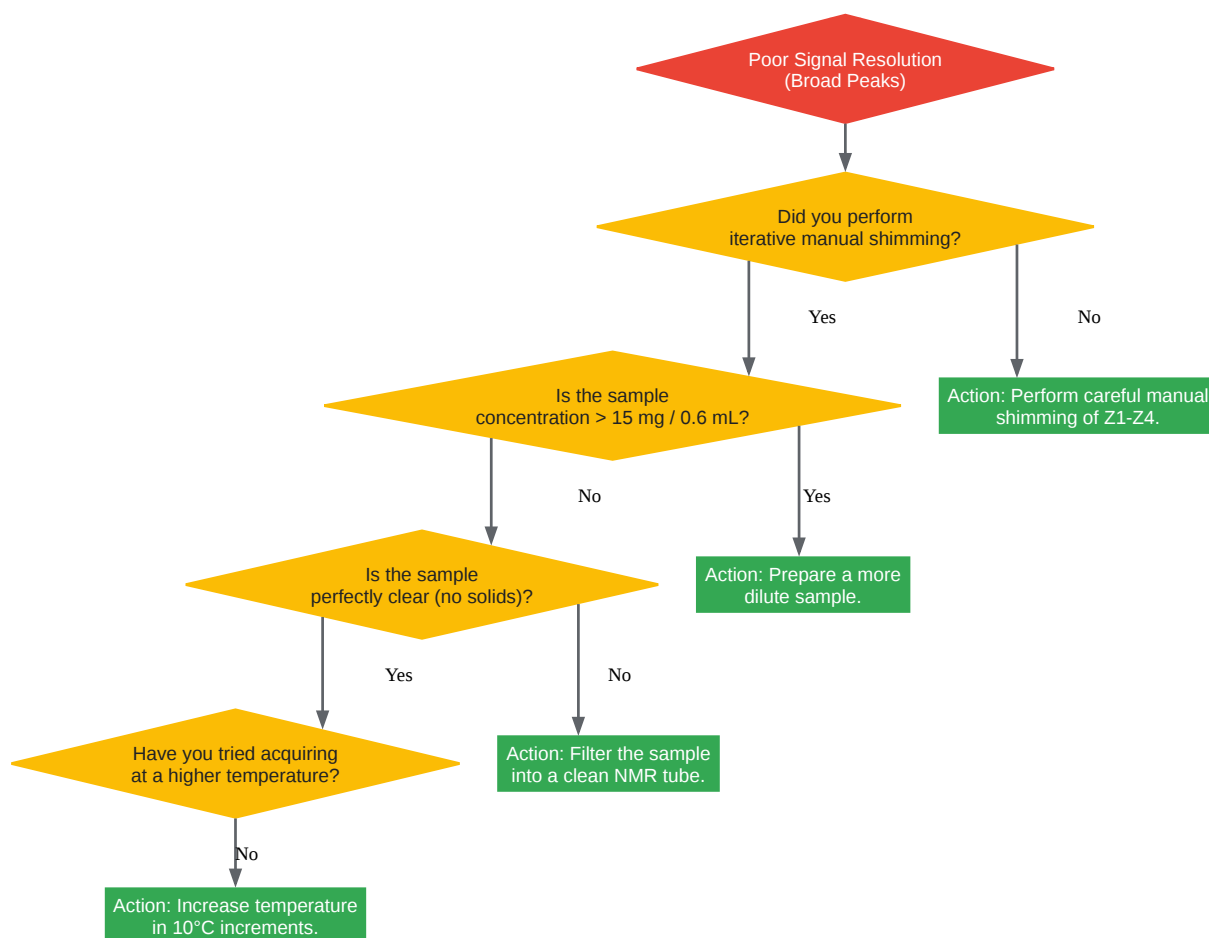 Poor Signal Resolution
(Broad Peaks)
Did you perform
iterative manual shimming?
Yes
No
Is the sample
concentration > 15 mg / 0.6 mL?
Action: Perform careful manual
shimming of Z1-Z4.
No
Yes
Is the sample
perfectly clear (no solids)?
Action: Prepare a more
dilute sample.
Yes
No
Have you tried acquiring
at a higher temperature?
Action: Filter the sample
into a clean NMR tube.
No
Action: Increase temperature
in 10°C increments.